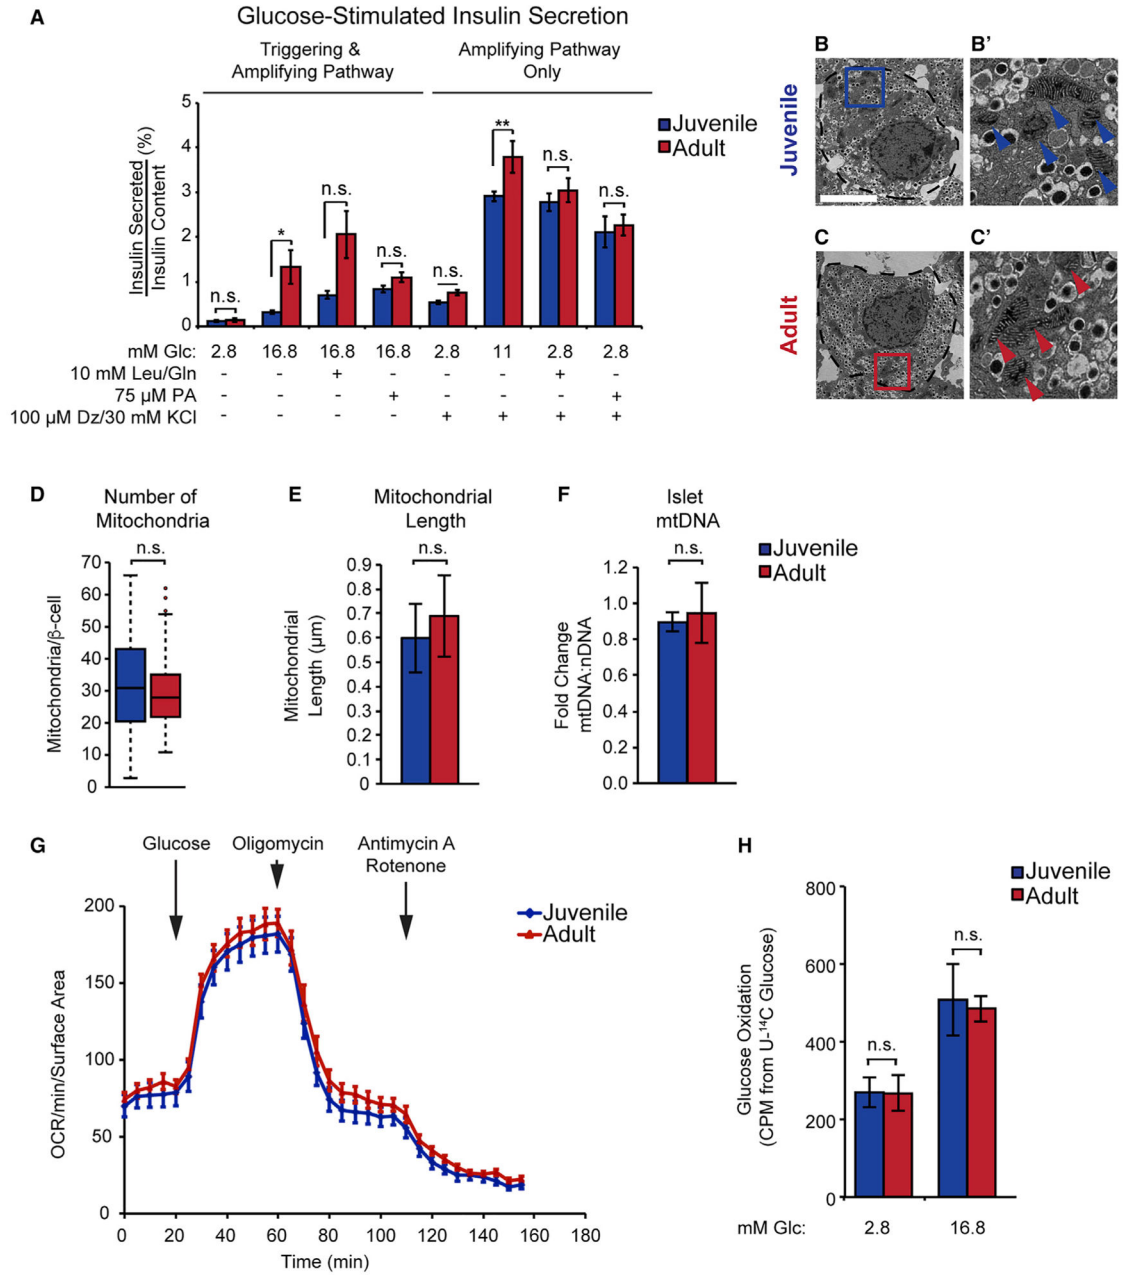 A
Glucose-Stimulated Insulin Secretion
Triggering &
Amplifying Pathway
Amplifying Pathway
Only
Insulin Secreted
Insulin Content
(%)
5
4
3
2
1
0
n.s.
*
n.s.
n.s.
n.s.
**
n.s.
n.s.
Juvenile
Adult
mM Glc: 2.8 16.8 16.8 16.8 2.8 11 2.8 2.8
10 mM Leu/Gln - - + - - - + -
75 µM PA - - - + - - - +
100 µM Dz/30 mM KCl - - - - + + + +
B B’
Juvenile
C C’
Adult
D
Number of
Mitochondria
n.s.
Mitochondria/β-cell
70
60
50
40
30
20
10
0
E
Mitochondrial
Length
n.s.
Mitochondrial
Length (µm)
0.9
0.8
0.7
0.6
0.5
0.4
0.3
0.2
0.1
0
F
Islet
mtDNA
n.s.
Fold Change
mtDNA:nDNA
1.2
1.0
0.8
0.6
0.4
0.2
0.0
Juvenile
Adult
G
Glucose Oligomycin Antimycin A
Rotenone
OCR/min/Surface Area
200
150
100
50
0
0 20 40 60 80 100 120 140 160 180
Time (min)
Juvenile
Adult
H
Juvenile
Adult
Glucose Oxidation
(CPM from U-¹⁴C Glucose)
800
600
400
200
0
n.s.
n.s.
mM Glc: 2.8 16.8